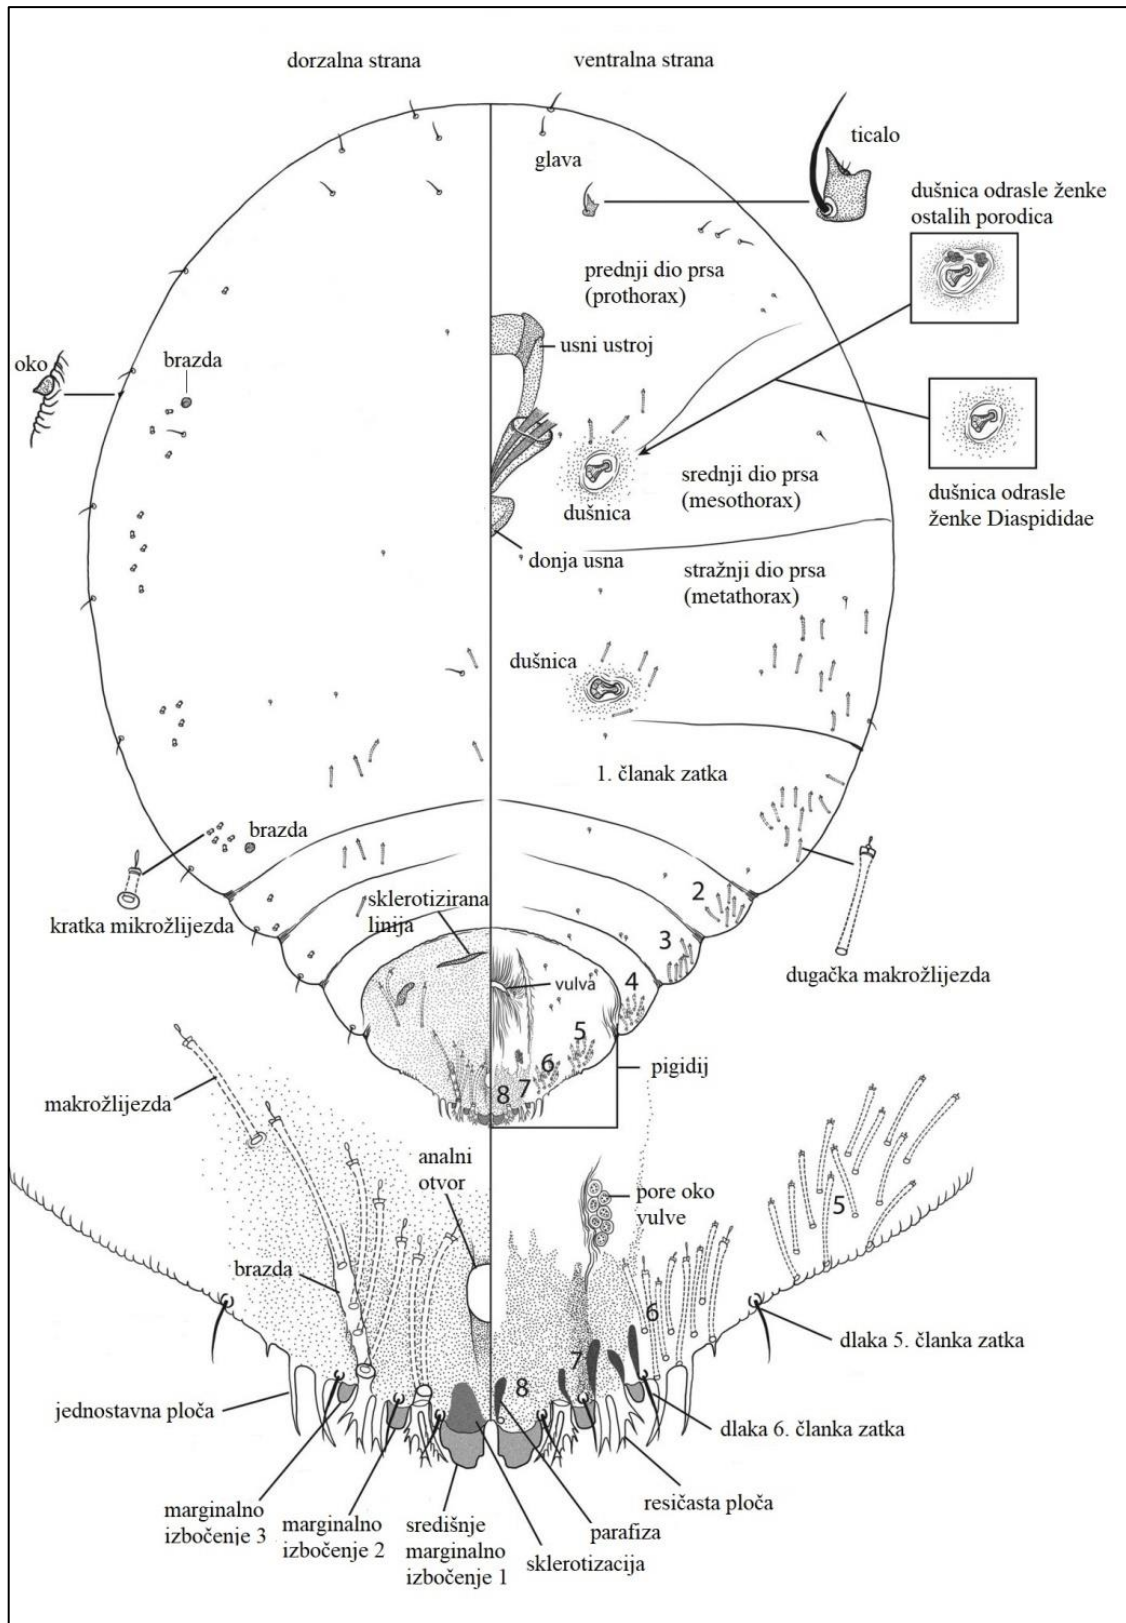 dorzalna strana
ventralna strana
glava
ticalo
dušnica odrasle ženke
ostalih porodica
prednji dio prsa
(prothorax)
usni ustroj
oko
brazda
srednji dio prsa
(mesothorax)
dušnica
dušnica odrasle
ženke Diaspididae
donja usna
stražnji dio prsa
(metathorax)
dušnica
1. članak zatka
brazda
kratka mikrožlijezda
sklerotizirana
linija
2
3
dugačka makrožlijezda
4
vulva
5
6
7
8
pigidij
makrožlijezda
analni
otvor
pore oko
vulve
5
brazda
6
dlaka 5. članka zatka
7
8
jednostavna ploča
dlaka 6. članka zatka
resičasta ploča
marginalno
izbočenje 3
marginalno
izbočenje 2
središnje
marginalno
izbočenje 1
parafiza
sklerotizacija